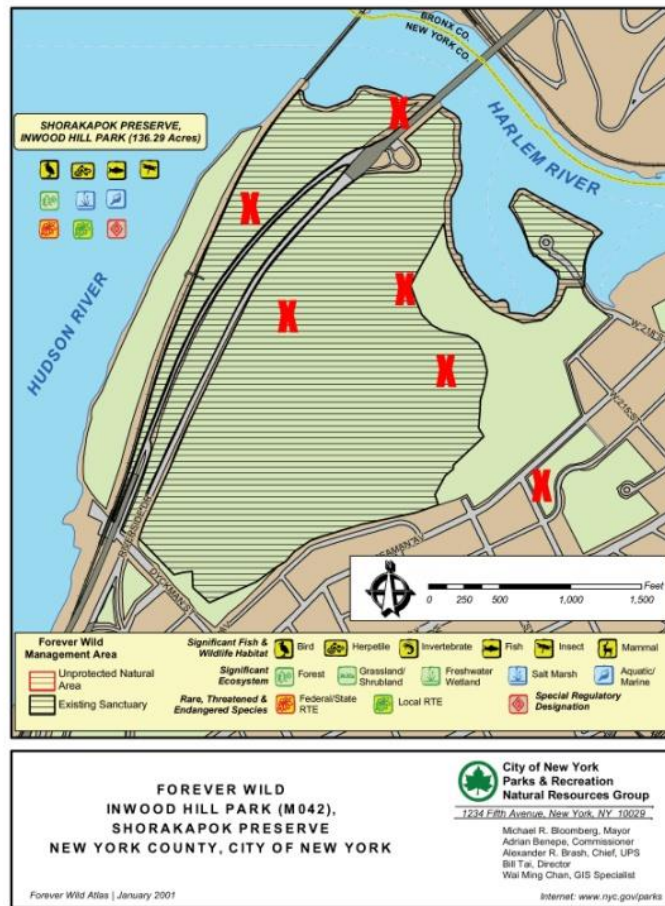 BRONX CO.
NEW YORK CO.
SHORAKAPOK PRESERVE,
INWOOD HILL PARK (136.29 Acres)
HARLEM RIVER
HUDSON RIVER
X
X
X
X
X
X
W 218 ST
W 215 ST
RIVERSIDE DR
DYCKMAN ST
SEAMAN AV
AV
Feet
0 250 500 1,000 1,500
Forever Wild
Management Area
Unprotected Natural
Area
Existing Sanctuary
Significant Fish &
Wildlife Habitat
Bird Herpetile Invertebrate Fish Insect Mammal
Significant
Ecosystem
Forest Grassland/
Shrubland Freshwater
Wetland Salt Marsh Aquatic/
Marine
Rare, Threatened &
Endangered Species
Federal/State
RTE Local RTE Special Regulatory
Designation
FOREVER WILD
INWOOD HILL PARK (M042),
SHORAKAPOK PRESERVE
NEW YORK COUNTY, CITY OF NEW YORK
Forever Wild Atlas | January 2001
City of New York
Parks & Recreation
Natural Resources Group
1234 Fifth Avenue, New York, NY 10029
Michael R. Bloomberg, Mayor
Adrian Benepe, Commissioner
Alexander R. Brash, Chief, UPS
Bill Tai, Director
Wai Ming Chan, GIS Specialist
Internet: www.nyc.gov/parks